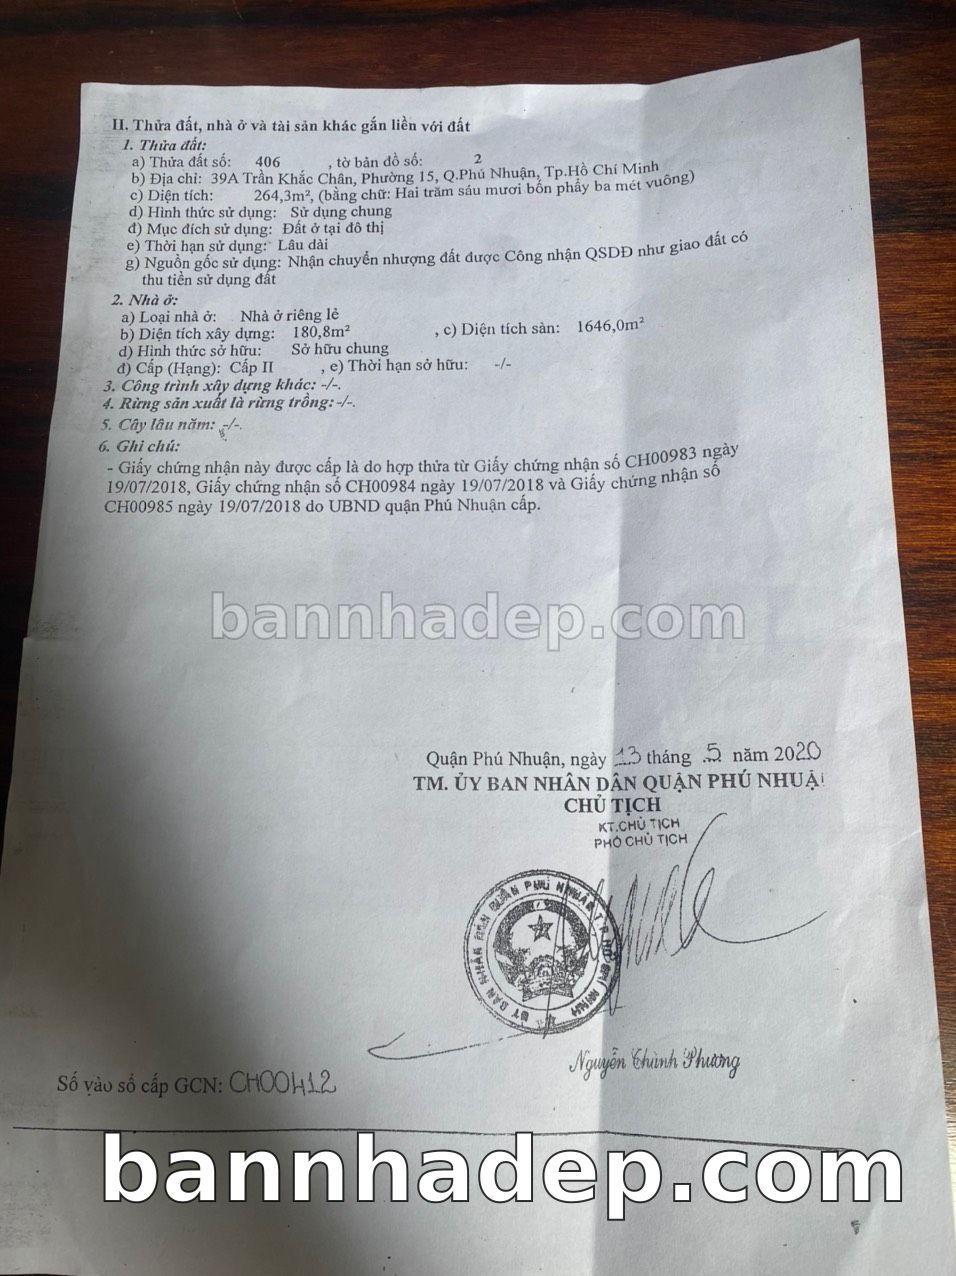 II. Thửa đất, nhà ở và tài sản khác gắn liền với đất
1. Thửa đất:
a) Thửa đất số: 406 , tờ bản đồ số: 2
b) Địa chỉ: 39A Trần Khắc Chân, Phường 15, Q.Phú Nhuận, Tp.Hồ Chí Minh
c) Diện tích: 264,3m², (bằng chữ: Hai trăm sáu mươi bốn phẩy ba mét vuông)
d) Hình thức sử dụng: Sử dụng chung
đ) Mục đích sử dụng: Đất ở tại đô thị
e) Thời hạn sử dụng: Lâu dài
g) Nguồn gốc sử dụng: Nhận chuyển nhượng đất được Công nhận QSDĐ như giao đất có
thu tiền sử dụng đất
2. Nhà ở:
a) Loại nhà ở: Nhà ở riêng lẻ
b) Diện tích xây dựng: 180,8m² , c) Diện tích sàn: 1646,0m²
d) Hình thức sở hữu: Sở hữu chung
đ) Cấp (Hạng): Cấp II , e) Thời hạn sở hữu: -/-
3. Công trình xây dựng khác: -/-.
4. Rừng sản xuất là rừng trồng: -/-.
5. Cây lâu năm: -/-.
6. Ghi chú:
- Giấy chứng nhận này được cấp là do hợp thửa từ Giấy chứng nhận số CH00983 ngày
19/07/2018, Giấy chứng nhận số CH00984 ngày 19/07/2018 và Giấy chứng nhận số
CH00985 ngày 19/07/2018 do UBND quận Phú Nhuận cấp.
bannhadep.com
Quận Phú Nhuận, ngày 13 tháng 5 năm 2020
TM. ỦY BAN NHÂN DÂN QUẬN PHÚ NHUẬ
CHỦ TỊCH
KT.CHỦ TỊCH
PHÓ CHỦ TỊCH
ỦY BAN NHÂN DÂN QUẬN PHÚ NHUẬN T.P. HỒ CHÍ MINH
Nguyễn Thành Phương
Số vào sổ cấp GCN: CH00412
bannhadep.com